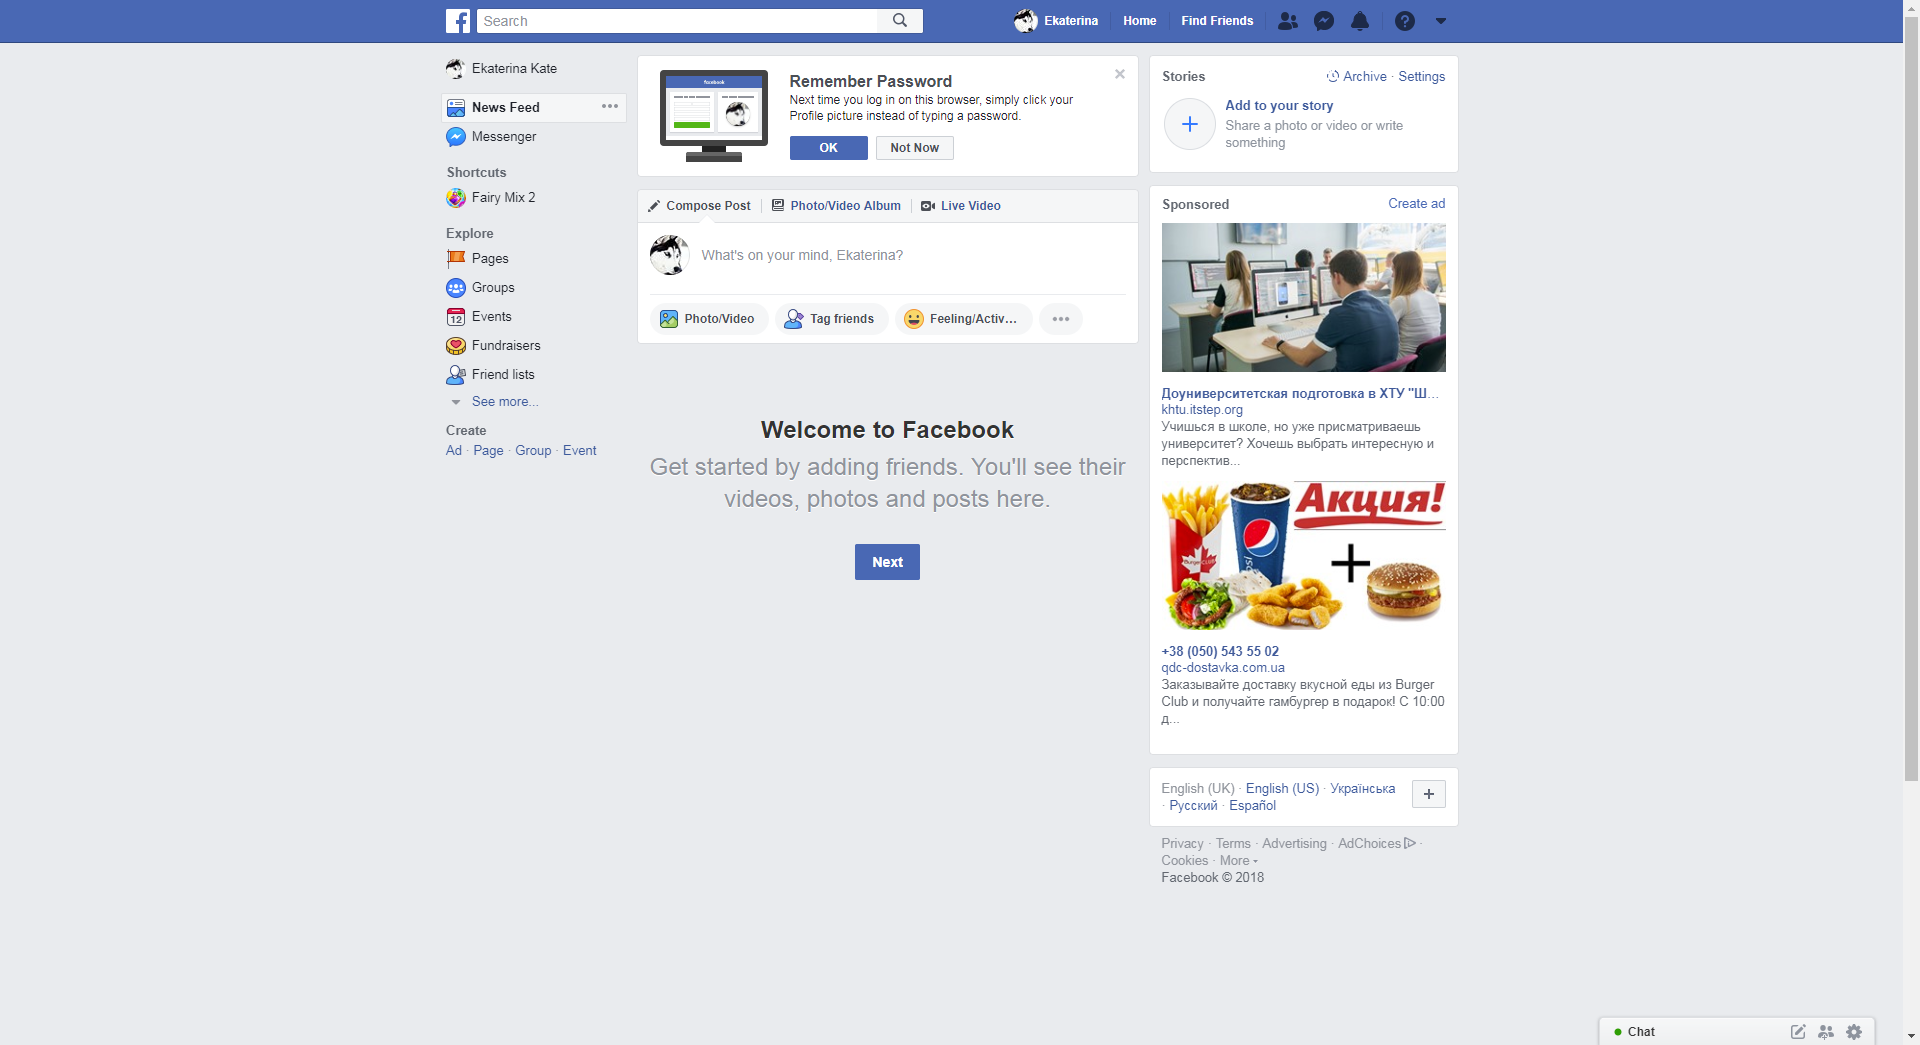 Search
Ekaterina
Home
Find Friends
Ekaterina Kate
News Feed
Messenger
Shortcuts
Fairy Mix 2
Explore
Pages
Groups
12
Events
Fundraisers
Friend lists
See more...
Create
Ad · Page · Group · Event
facebook
Remember Password
Next time you log in on this browser, simply click your
Profile picture instead of typing a password.
OK
Not Now
Compose Post
Photo/Video Album
Live Video
What's on your mind, Ekaterina?
Photo/Video
Tag friends
Feeling/Activ...
Welcome to Facebook
Get started by adding friends. You'll see their
videos, photos and posts here.
Next
Stories
Archive · Settings
Add to your story
Share a photo or video or write
something
Sponsored
Create ad
Доуниверситетская подготовка в ХТУ "Ш...
khtu.itstep.org
Учишься в школе, но уже присматриваешь
университет? Хочешь выбрать интересную и
перспектив...
Акция!
pepsi
Burger CLUB
+
+38 (050) 543 55 02
qdc-dostavka.com.ua
Заказывайте доставку вкусной еды из Burger
Club и получайте гамбургер в подарок! С 10:00
д...
English (UK) · English (US) · Українська
· Русский · Español
Privacy · Terms · Advertising · AdChoices ·
Cookies · More
Facebook © 2018
Chat